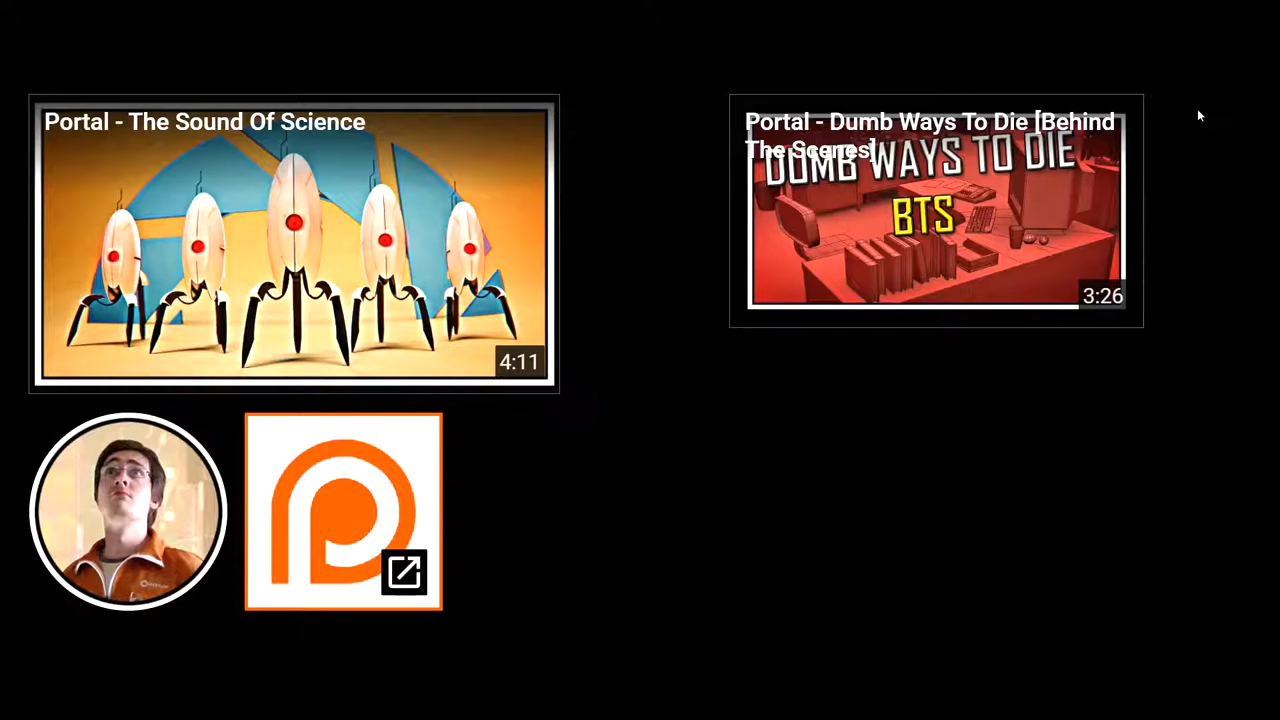 Portal - The Sound Of Science
4:11
Portal - Dumb Ways To Die [Behind
The Scenes]
DUMB WAYS TO DIE
BTS
3:26